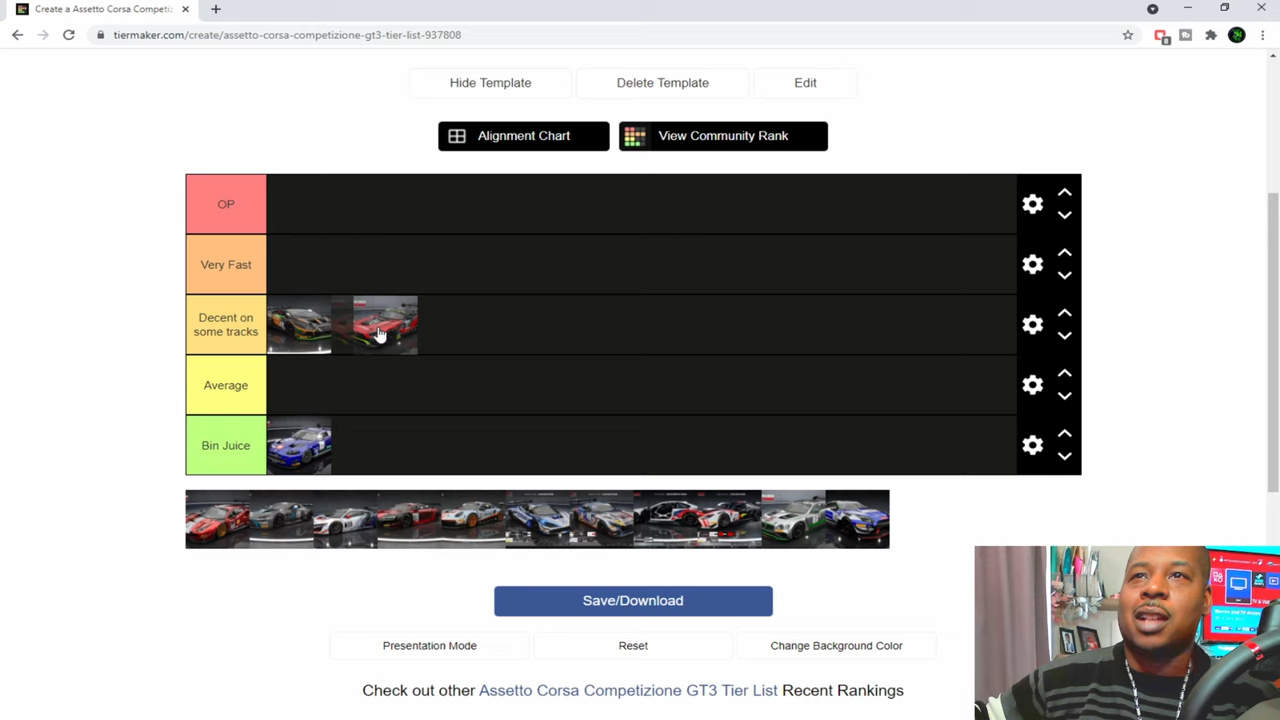 Create a Assetto Corsa Competizi
tiermaker.com/create/assetto-corsa-competizione-gt3-tier-list-937808
Hide Template
Delete Template
Edit
Alignment Chart
View Community Rank
OP
Very Fast
Decent on
some tracks
Average
Bin Juice
Save/Download
Presentation Mode
Reset
Change Background Color
Check out other Assetto Corsa Competizione GT3 Tier List Recent Rankings